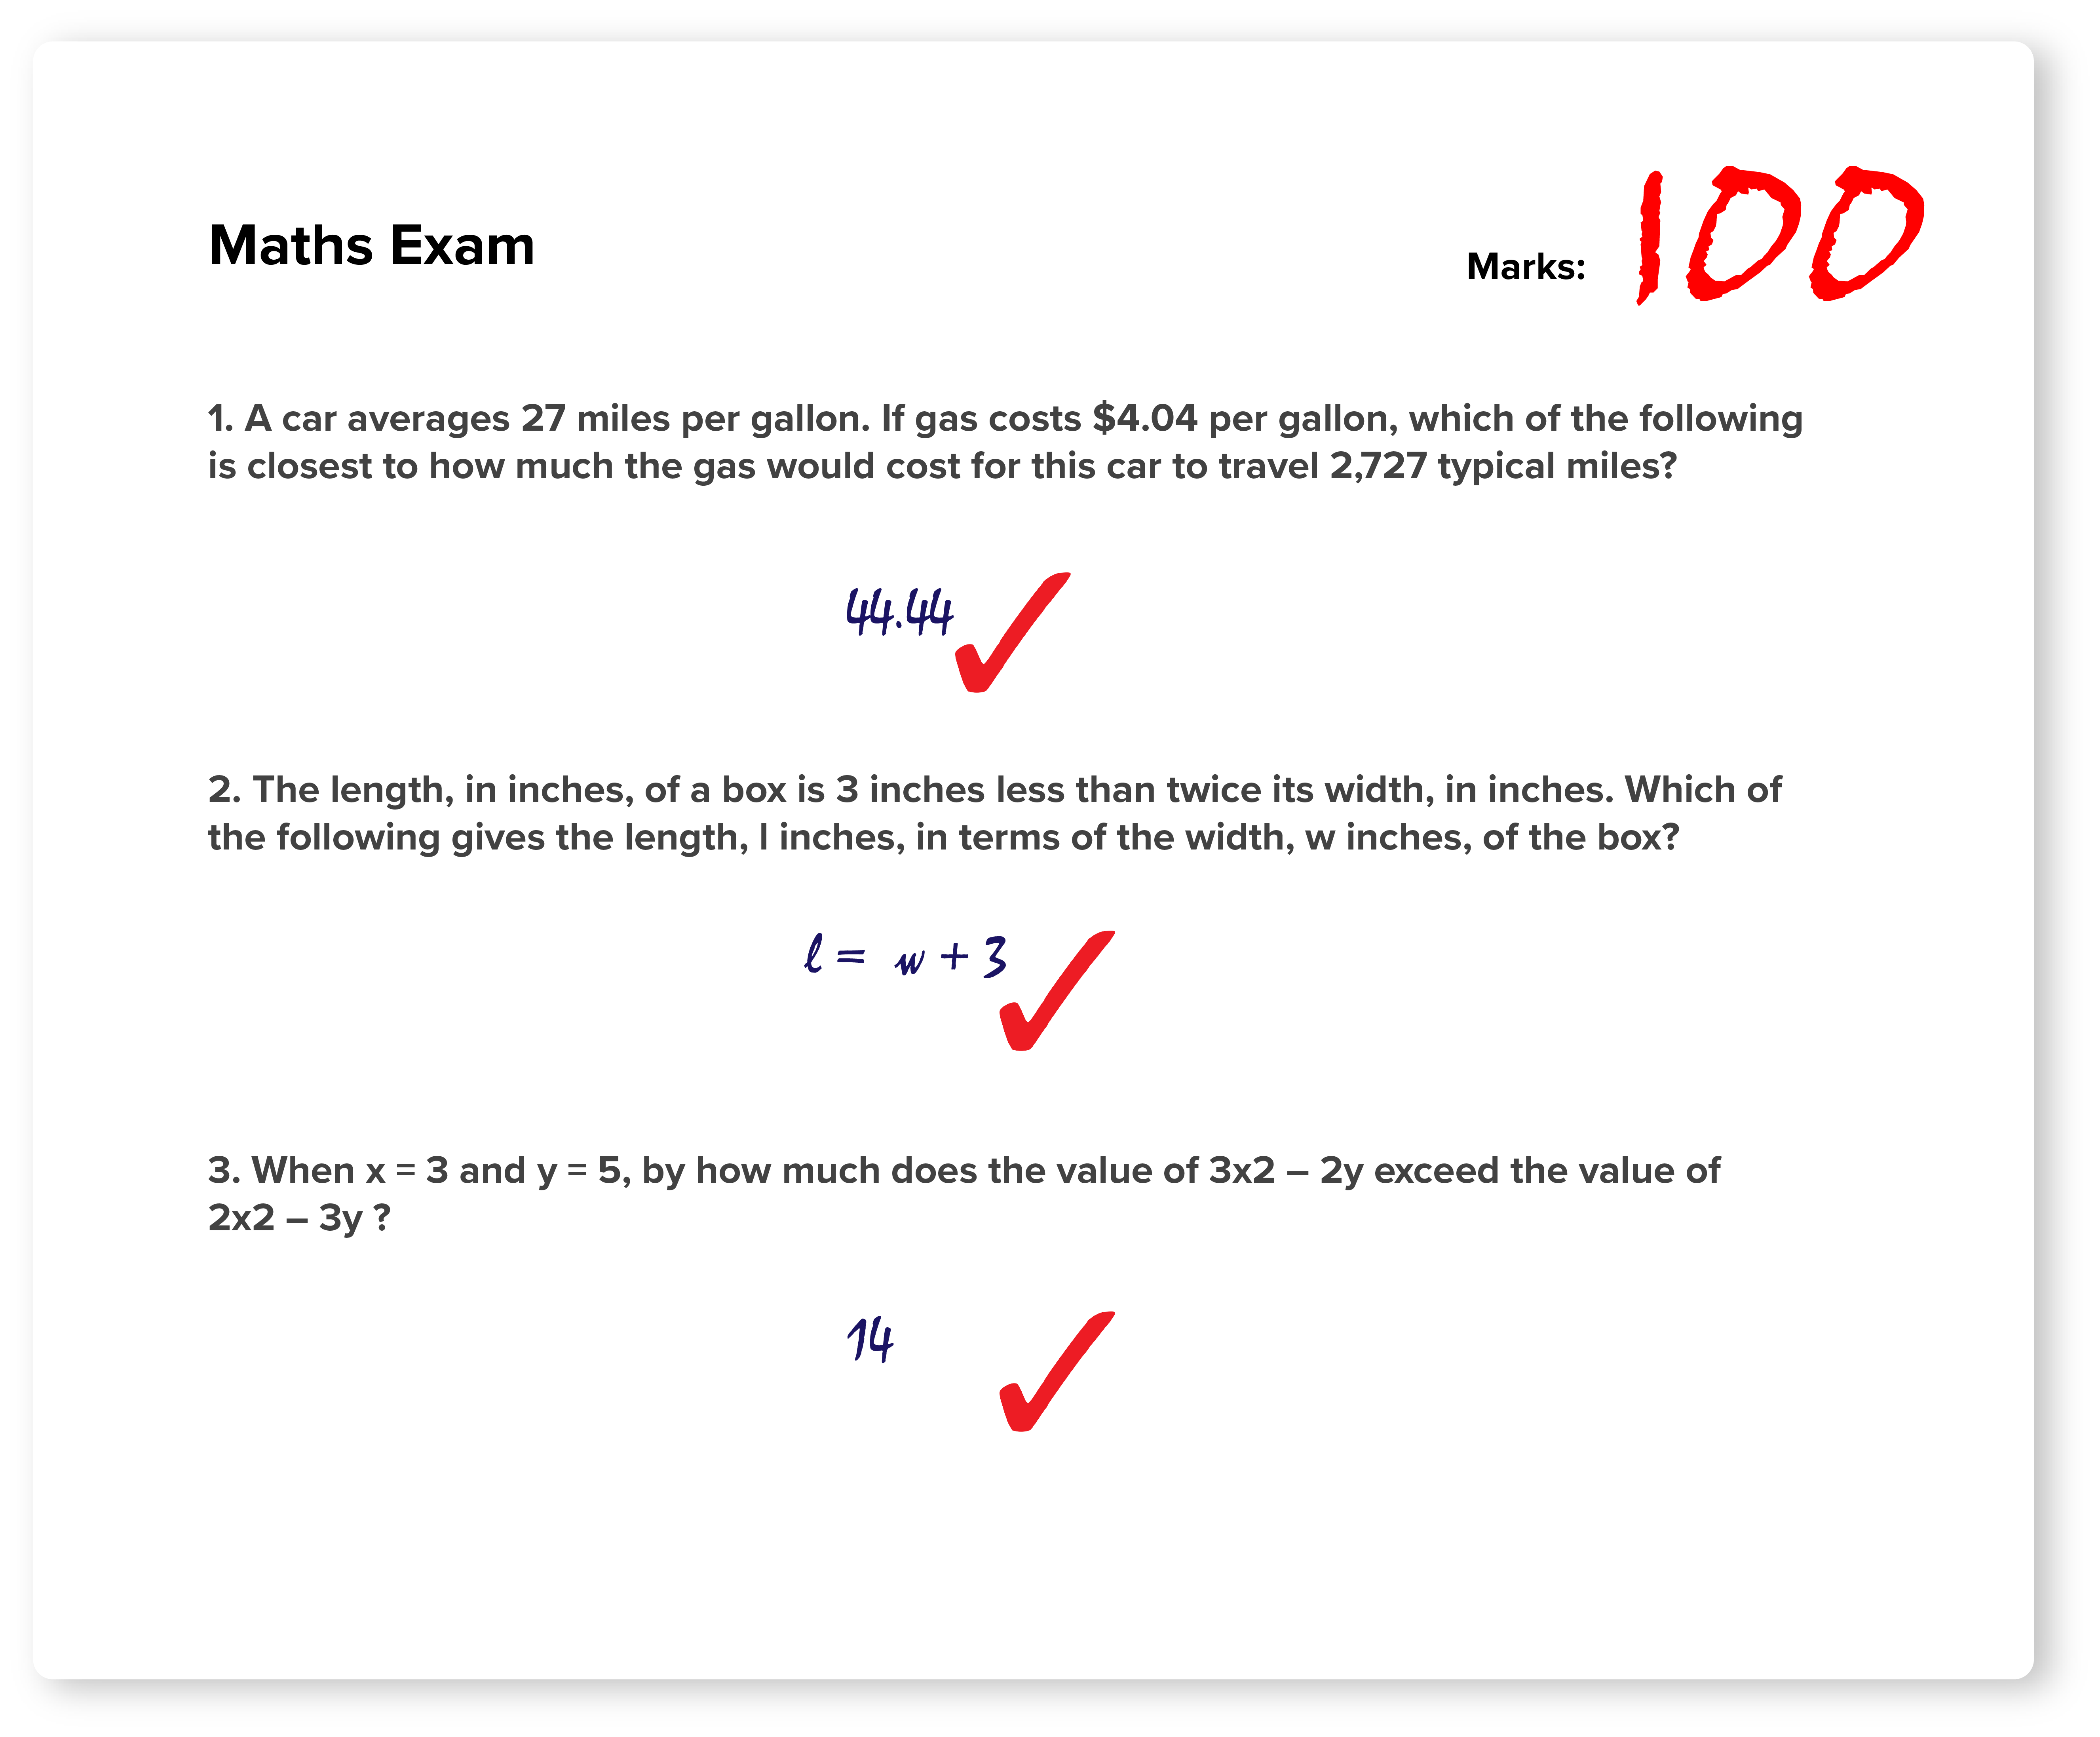 Maths Exam
Marks: 100
1. A car averages 27 miles per gallon. If gas costs $4.04 per gallon, which of the following
is closest to how much the gas would cost for this car to travel 2,727 typical miles?
44.44
2. The length, in inches, of a box is 3 inches less than twice its width, in inches. Which of
the following gives the length, l inches, in terms of the width, w inches, of the box?
l = w + 3
3. When x = 3 and y = 5, by how much does the value of 3x2 – 2y exceed the value of
2x2 – 3y ?
14